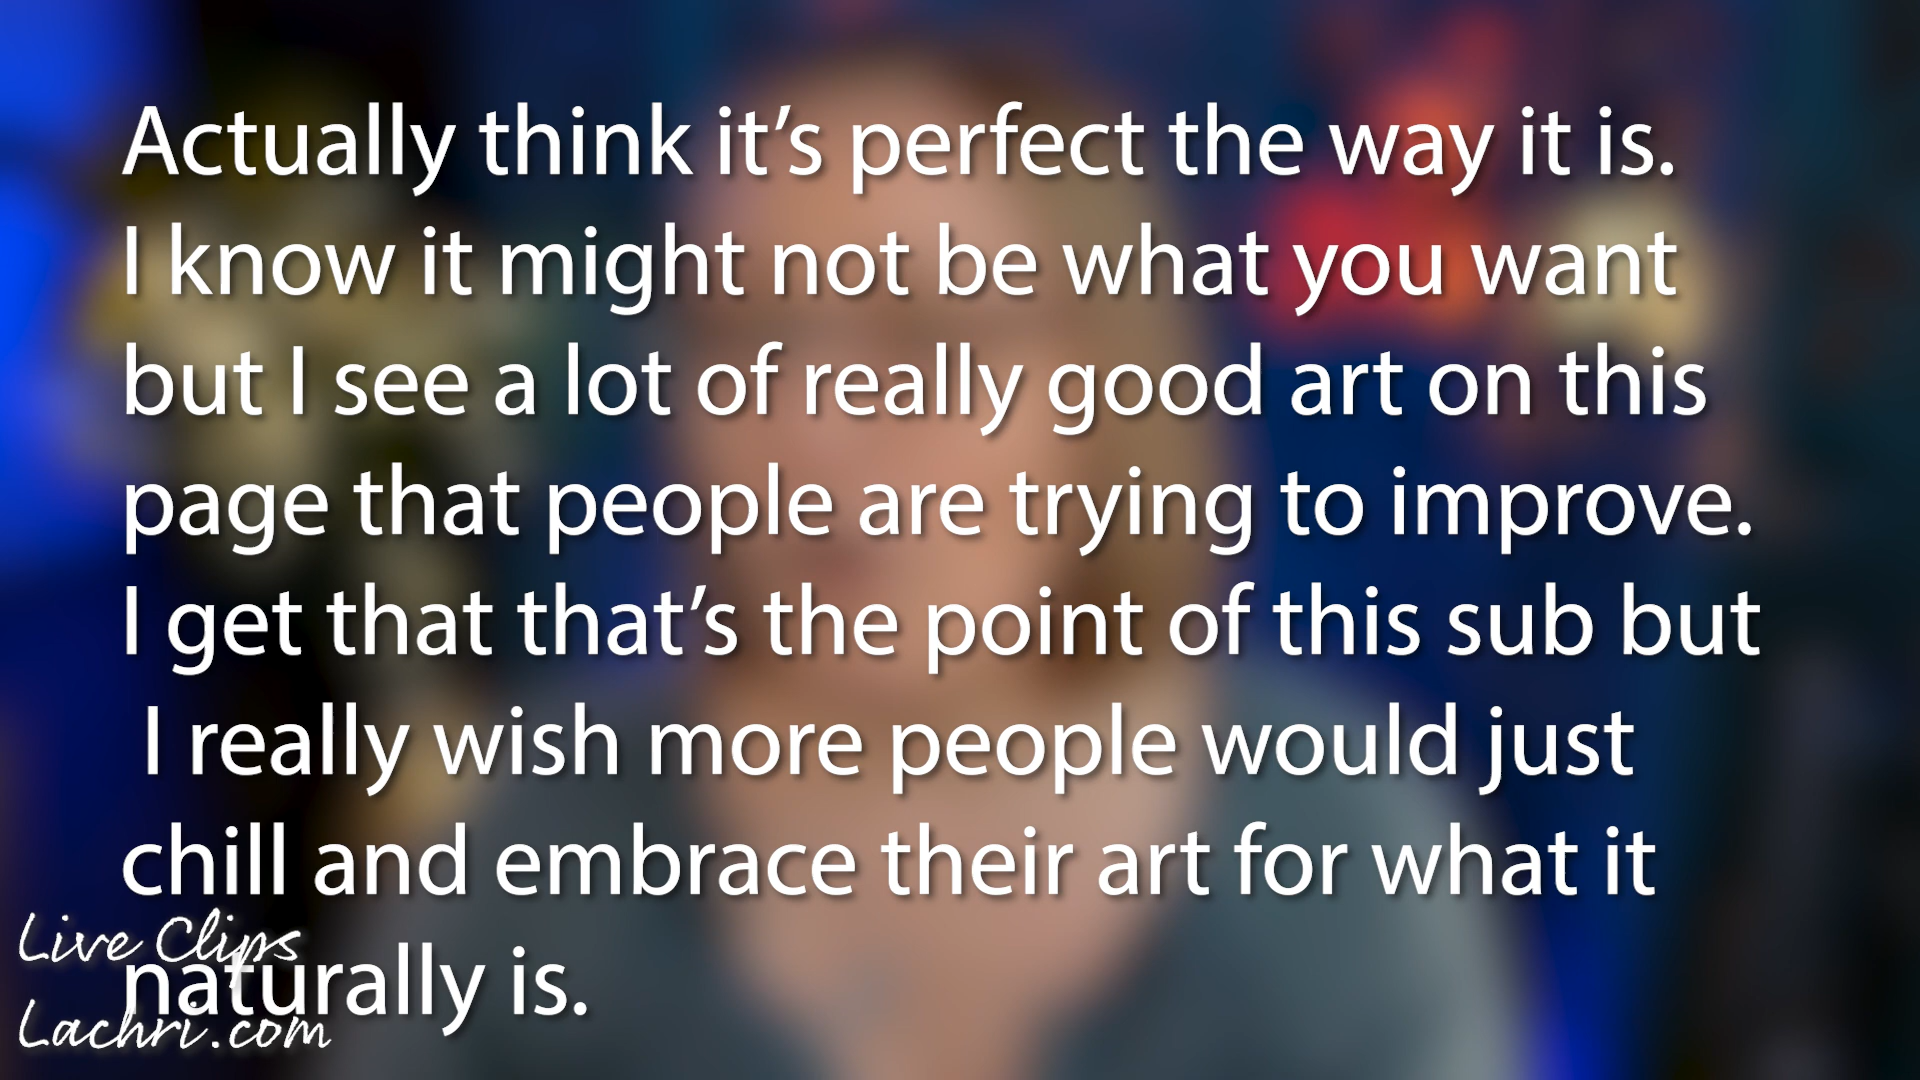 Actually think it’s perfect the way it is.
I know it might not be what you want
but I see a lot of really good art on this
page that people are trying to improve.
I get that that’s the point of this sub but
I really wish more people would just
chill and embrace their art for what it
naturally is.
Live Clips
Lachri.com